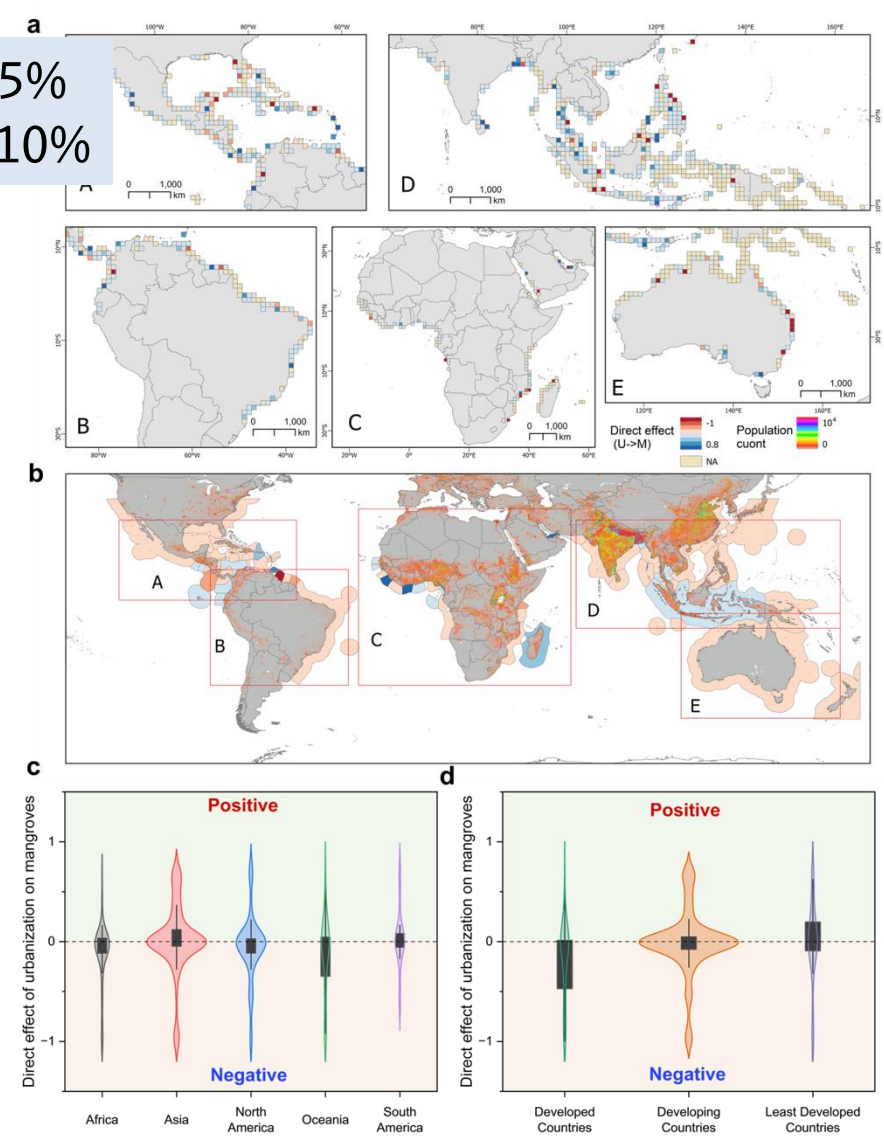 a
100°W 80°W 60°W 80°E 100°E 120°E 140°E 160°E
5%
10%
A
0 1,000
km
D
0 1,000
km
10°N
10°S
10°N
10°S
30°S
B
0 1,000
km
80°W 60°W 40°W
30°N
10°N
10°S
30°S
C
0 1,000
km
20°W 0° 20°E 40°E 60°E
10°S
30°S
E
0 1,000
km
120°E 140°E 160°E
Direct effect
(U->M)
-1
0.8
NA
Population
cuont
10⁴
0
b
A
B
C
D
E
c
Direct effect of urbanization on mangroves
1
0
−1
Positive
Negative
Africa
Asia
North
America
Oceania
South
America
d
Direct effect of urbanization on mangroves
1
0
−1
Positive
Negative
Developed
Countries
Developing
Countries
Least Developed
Countries